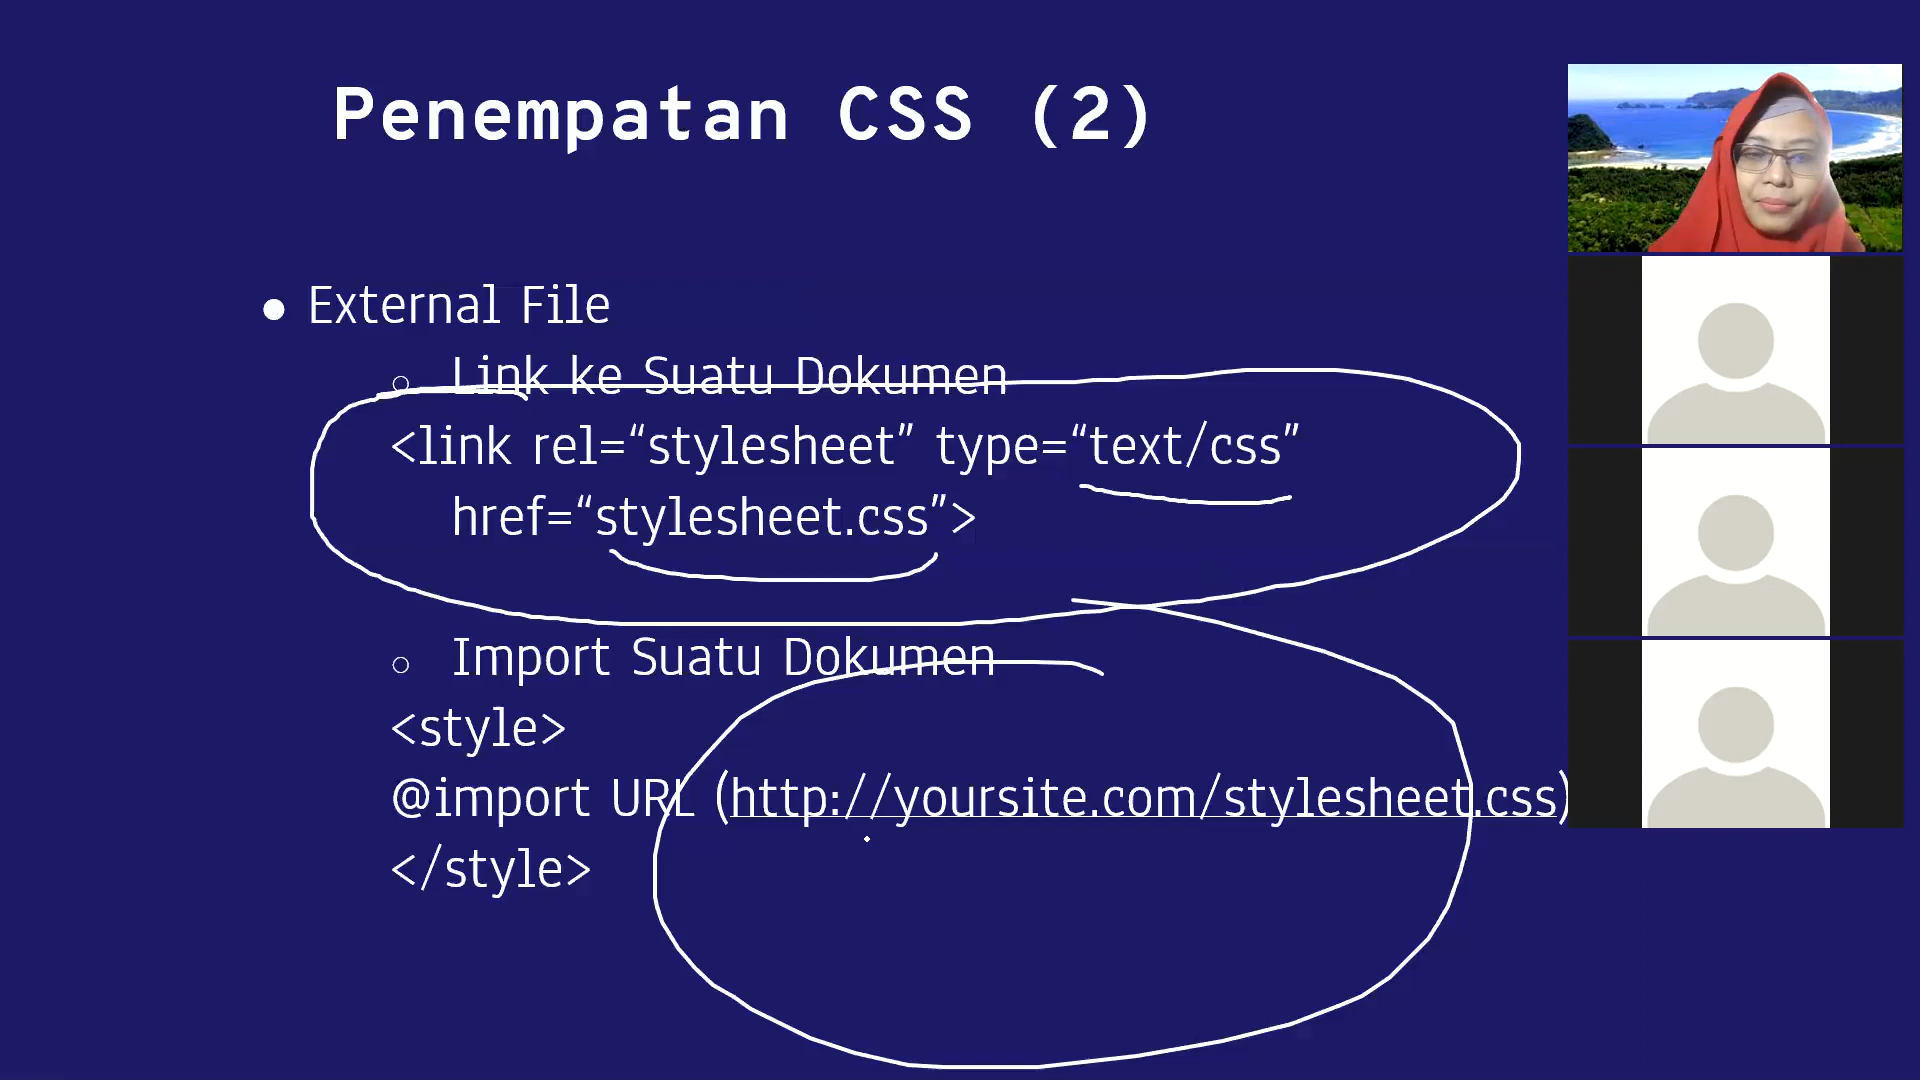 Penempatan CSS (2)
● External File
○ Link ke Suatu Dokumen
<link rel=“stylesheet” type=“text/css”
href=“stylesheet.css”>
○ Import Suatu Dokumen
<style>
@import URL (http://yoursite.com/stylesheet.css)
</style>